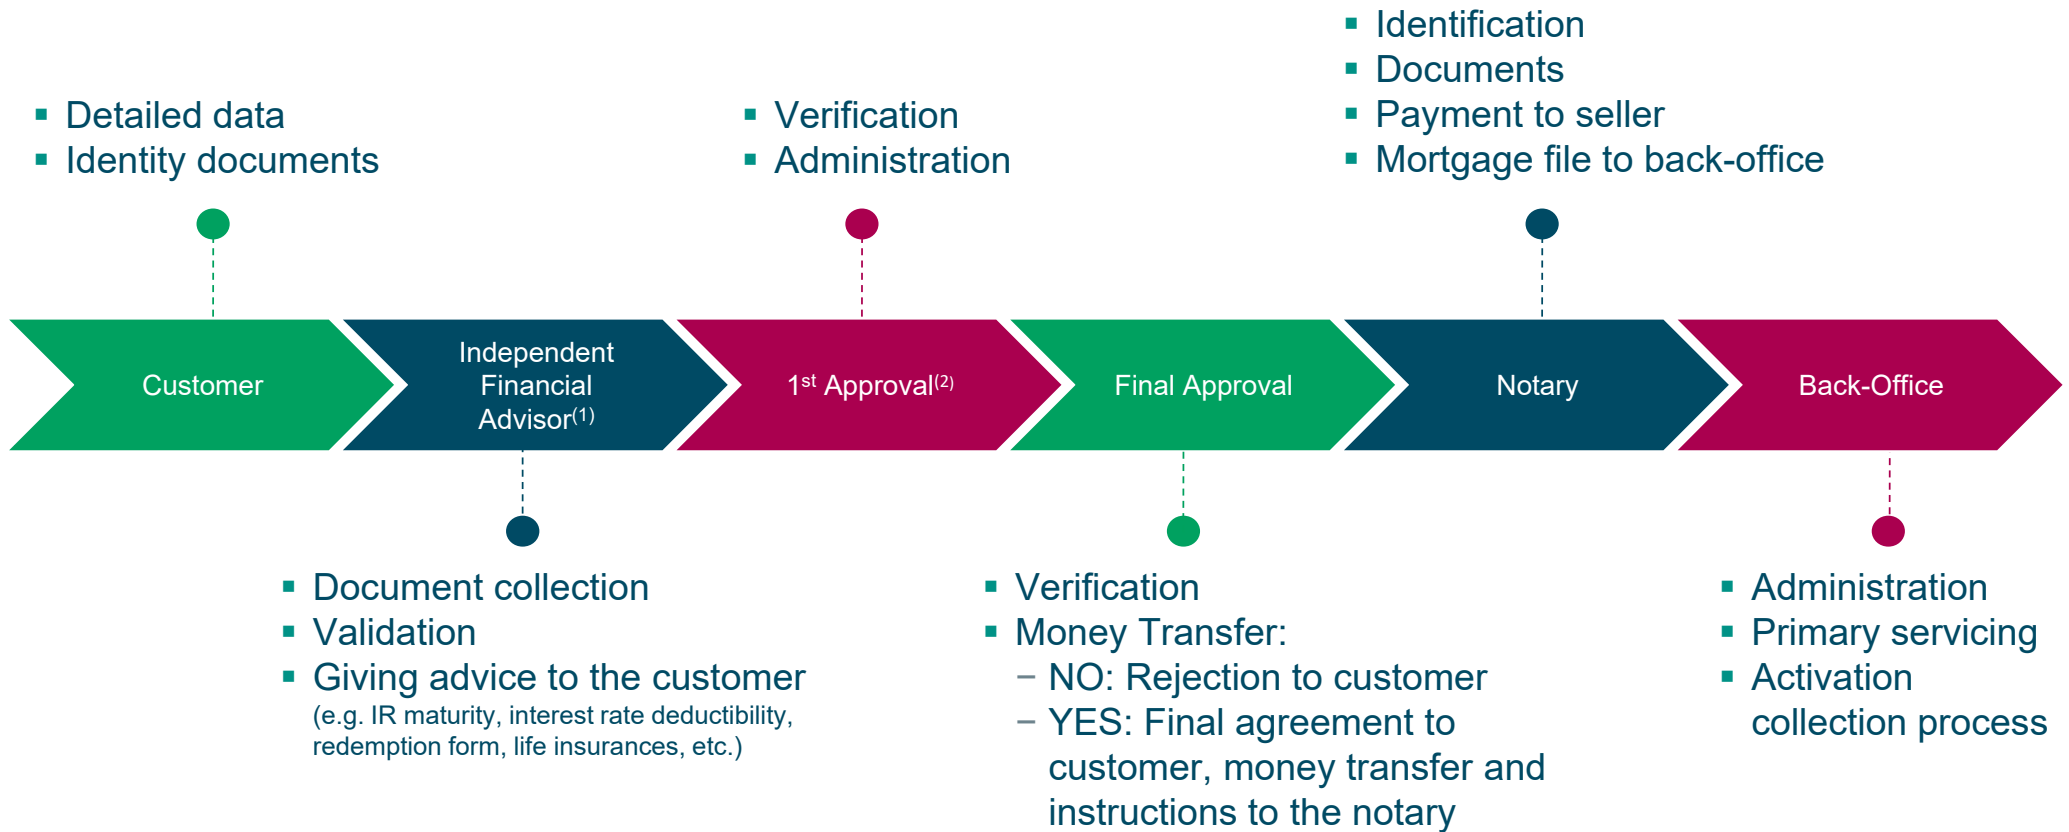 ▪ Detailed data
▪ Identity documents
▪ Verification
▪ Administration
▪ Identification
▪ Documents
▪ Payment to seller
▪ Mortgage file to back-office
Customer
Independent
Financial
Advisor(1)
1st Approval(2)
Final Approval
Notary
Back-Office
▪ Document collection
▪ Validation
▪ Giving advice to the customer
(e.g. IR maturity, interest rate deductibility,
redemption form, life insurances, etc.)
▪ Verification
▪ Money Transfer:
– NO: Rejection to customer
– YES: Final agreement to
customer, money transfer and
instructions to the notary
▪ Administration
▪ Primary servicing
▪ Activation
collection process